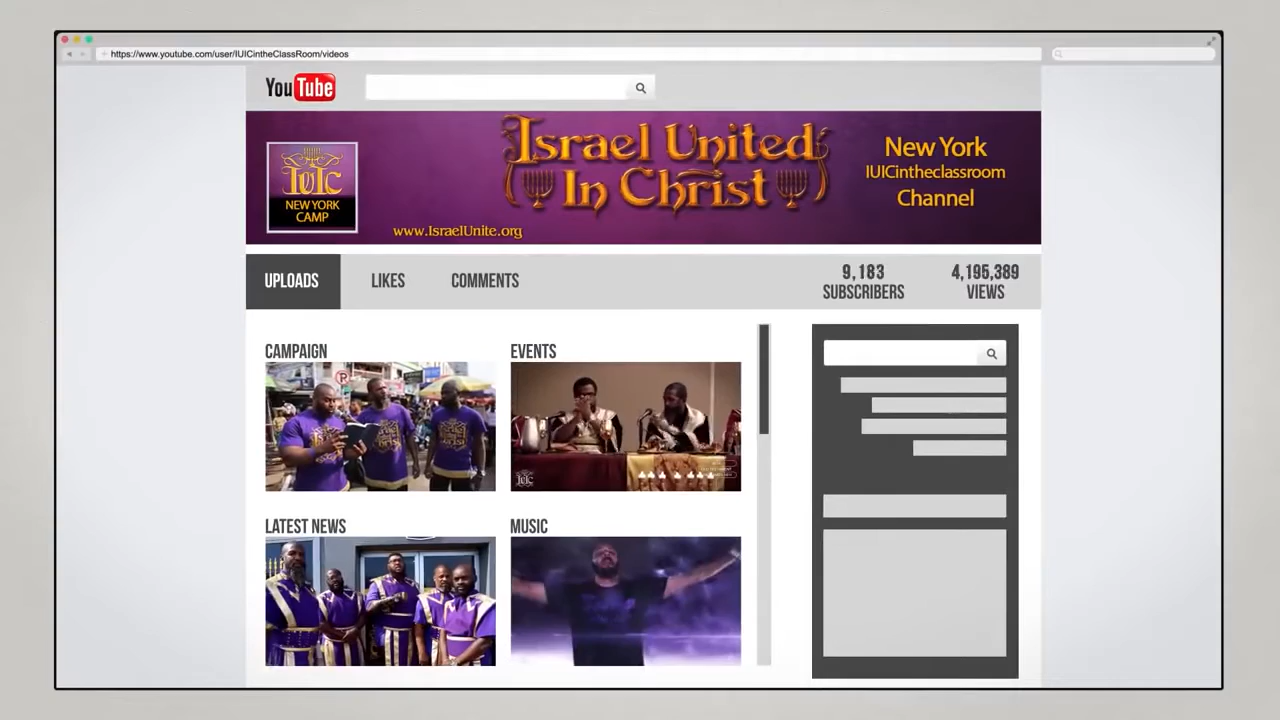 https://www.youtube.com/user/IUICintheClassRoom/videos
YouTube
Israel United
In Christ
New York
IUICintheclassroom
Channel
IUIC
NEW YORK
CAMP
www.IsraelUnite.org
UPLOADS
LIKES
COMMENTS
9,183
SUBSCRIBERS
4,195,389
VIEWS
CAMPAIGN
EVENTS
LATEST NEWS
MUSIC